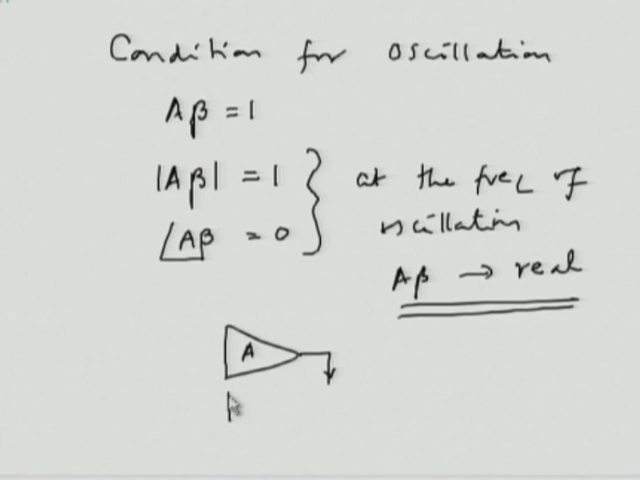 Condition for oscillation
Aβ = 1
|Aβ| = 1 } at the freq of
∠Aβ = 0 oscillation
Aβ → real
A